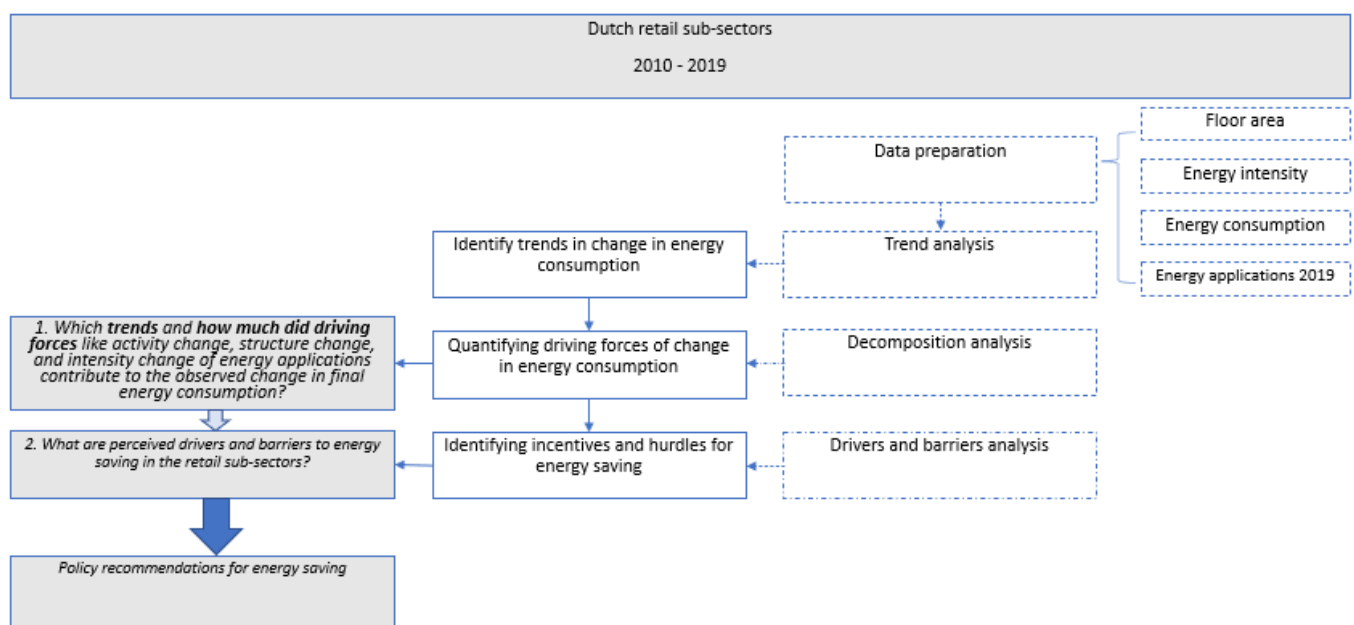 Dutch retail sub-sectors
2010 - 2019
Floor area
Data preparation
Energy intensity
Energy consumption
Identify trends in change in energy
consumption
Trend analysis
Energy applications 2019
1. Which trends and how much did driving
forces like activity change, structure change,
and intensity change of energy applications
contribute to the observed change in final
energy consumption?
Quantifying driving forces of change
in energy consumption
Decomposition analysis
2. What are perceived drivers and barriers to energy
saving in the retail sub-sectors?
Identifying incentives and hurdles for
energy saving
Drivers and barriers analysis
Policy recommendations for energy saving